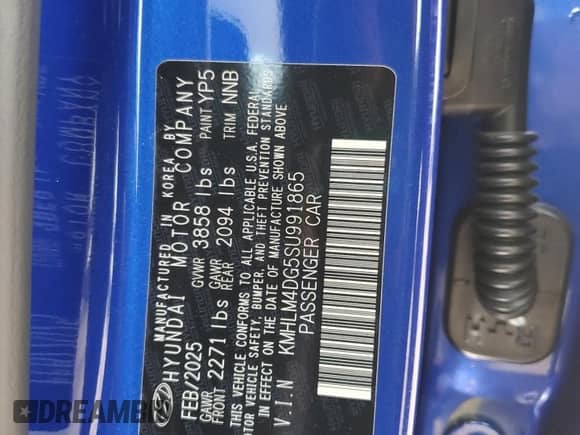 MANUFACTURED IN KOREA BY
HYUNDAI MOTOR COMPANY
FEB/2025 GVWR 3858 lbs PAINT YP5
GAWR FRONT 2271 lbs GAWR REAR 2094 lbs TRIM NNB
THIS VEHICLE CONFORMS TO ALL APPLICABLE U.S.A. FEDERAL
MOTOR VEHICLE SAFETY, BUMPER, AND THEFT PREVENTION STANDARDS
IN EFFECT ON THE DATE OF MANUFACTURE SHOWN ABOVE
V.I.N KMHLM4DG5SU991865
PASSENGER CAR